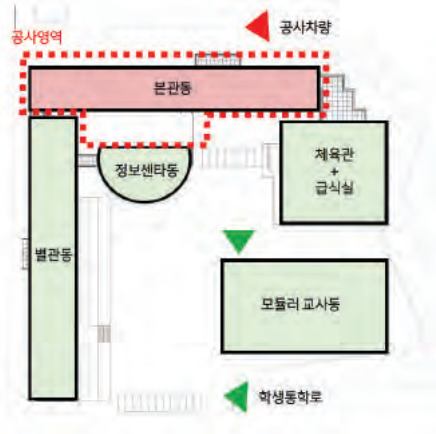 공사영역
공사차량
본관동
체육관
+
급식실
정보센타동
별관동
모듈러 교사동
학생동학로